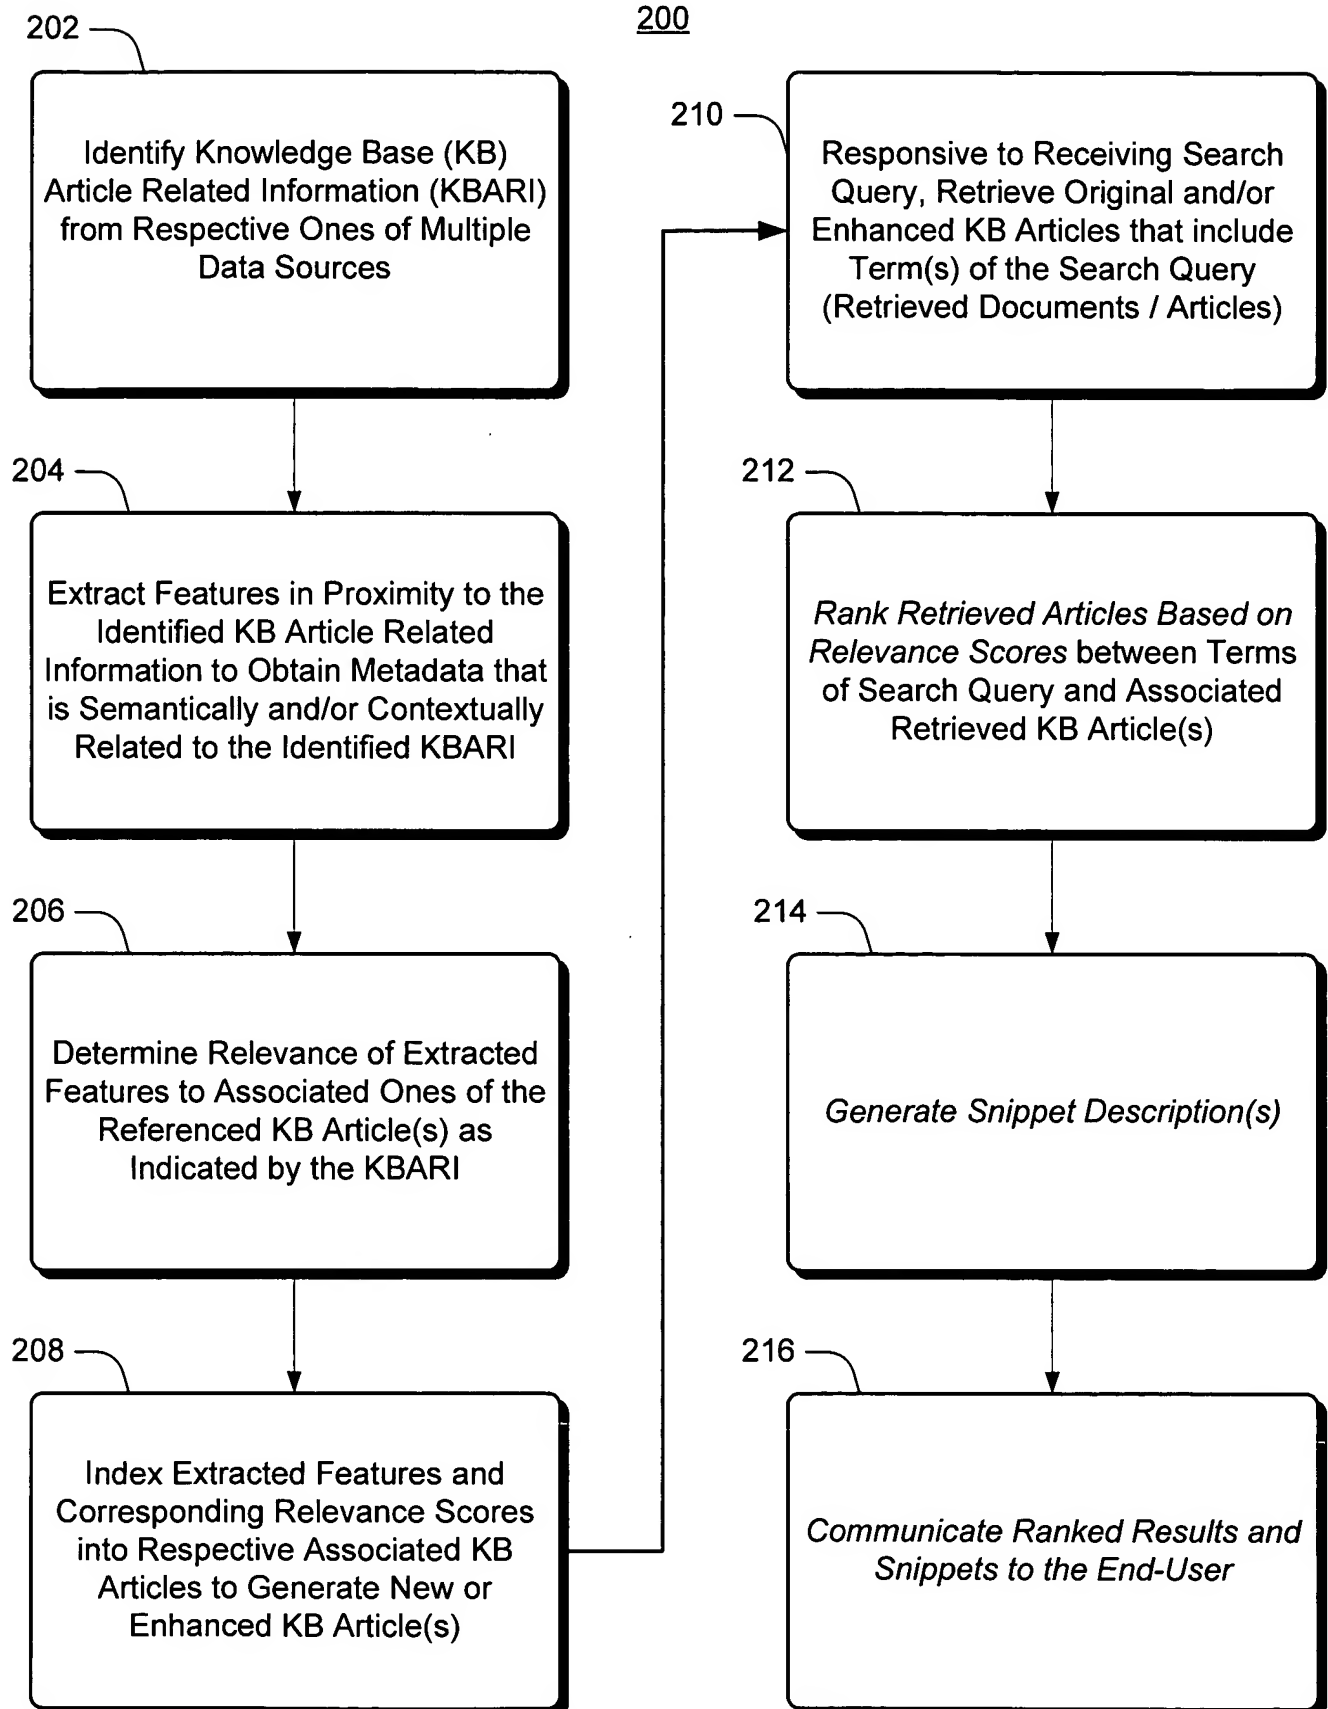 200
202
Identify Knowledge Base (KB)
Article Related Information (KBARI)
from Respective Ones of Multiple
Data Sources
204
Extract Features in Proximity to the
Identified KB Article Related
Information to Obtain Metadata that
is Semantically and/or Contextually
Related to the Identified KBARI
206
Determine Relevance of Extracted
Features to Associated Ones of the
Referenced KB Article(s) as
Indicated by the KBARI
208
Index Extracted Features and
Corresponding Relevance Scores
into Respective Associated KB
Articles to Generate New or
Enhanced KB Article(s)
210
Responsive to Receiving Search
Query, Retrieve Original and/or
Enhanced KB Articles that include
Term(s) of the Search Query
(Retrieved Documents / Articles)
212
Rank Retrieved Articles Based on
Relevance Scores between Terms
of Search Query and Associated
Retrieved KB Article(s)
214
Generate Snippet Description(s)
216
Communicate Ranked Results and
Snippets to the End-User